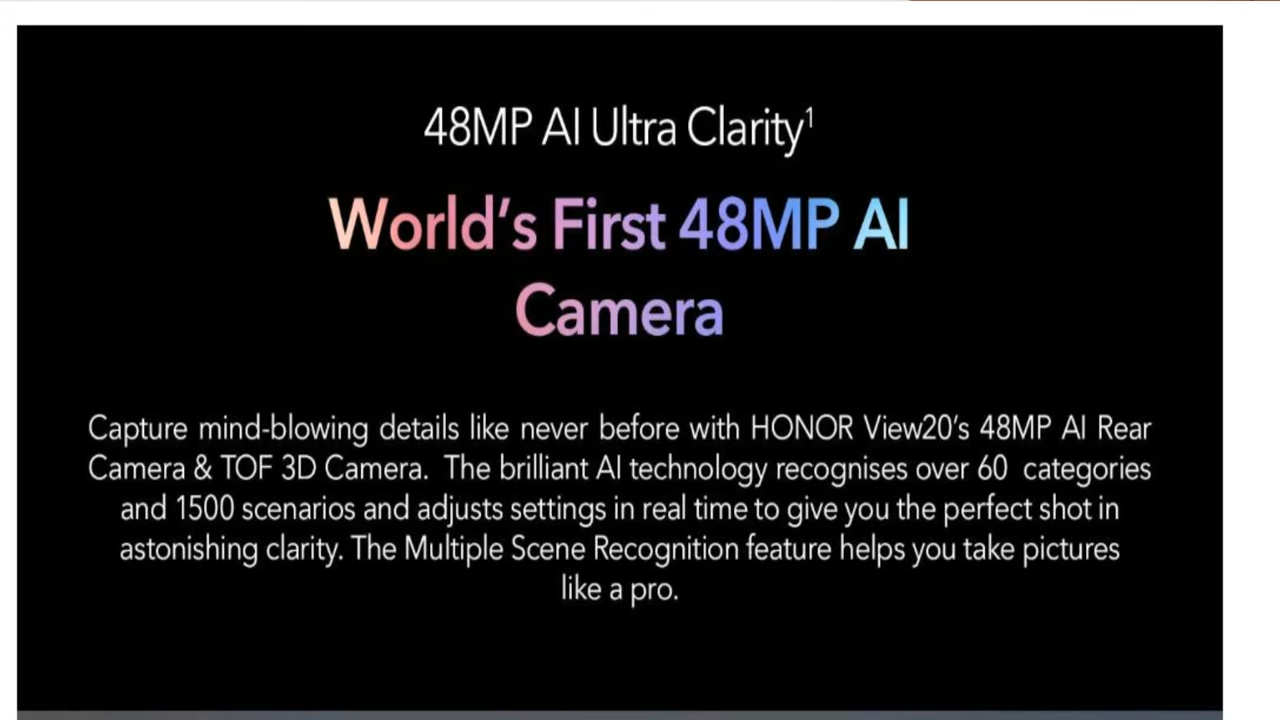 48MP AI Ultra Clarity¹
World's First 48MP AI
Camera
Capture mind-blowing details like never before with HONOR View20's 48MP AI Rear
Camera & TOF 3D Camera. The brilliant AI technology recognises over 60 categories
and 1500 scenarios and adjusts settings in real time to give you the perfect shot in
astonishing clarity. The Multiple Scene Recognition feature helps you take pictures
like a pro.